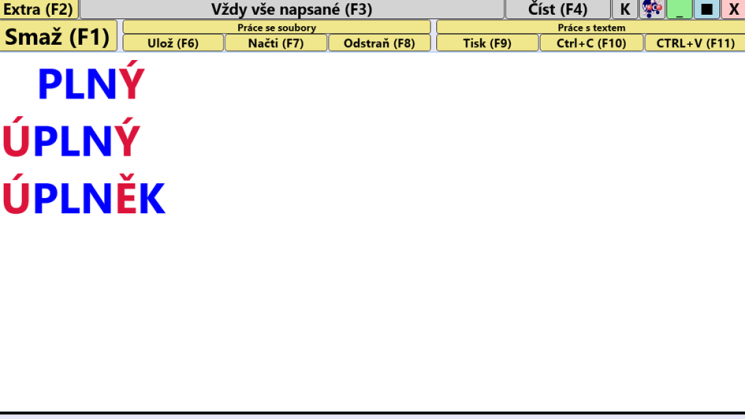 Extra (F2) Vždy vše napsané (F3) Číst (F4) K _ X
Smaž (F1) Práce se soubory Práce s textem
Ulož (F6) Načti (F7) Odstraň (F8) Tisk (F9) Ctrl+C (F10) CTRL+V (F11)
PLNÝ
ÚPLNÝ
ÚPLNĚK